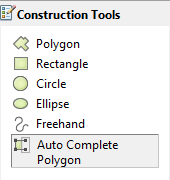 Construction Tools
Polygon
Rectangle
Circle
Ellipse
Freehand
Auto Complete
Polygon